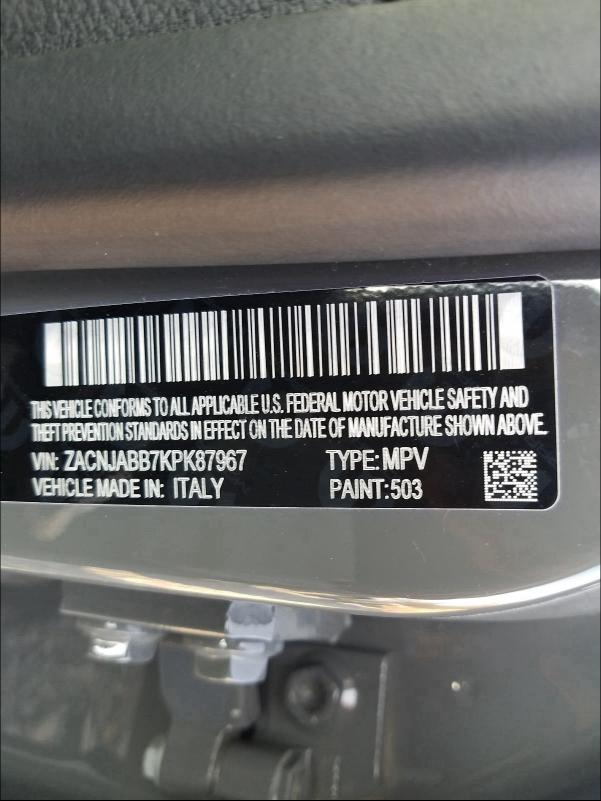 THIS VEHICLE CONFORMS TO ALL APPLICABLE U.S. FEDERAL MOTOR VEHICLE SAFETY AND
THEFT PREVENTION STANDARDS IN EFFECT ON THE DATE OF MANUFACTURE SHOWN ABOVE.
VIN: ZACNJABB7KPK87967 TYPE: MPV
VEHICLE MADE IN: ITALY PAINT: 503